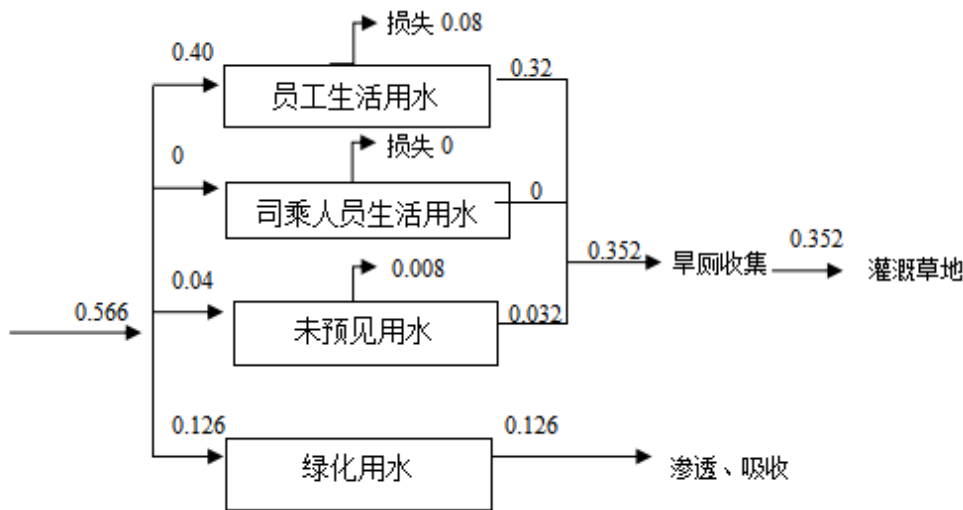 损失 0.08
0.40
0.32
员工生活用水
损失 0
0
0
司乘人员生活用水
0.352
旱厕收集
0.352
灌溉草地
0.008
0.04
0.032
0.566
未预见用水
0.126
0.126
绿化用水
渗透、吸收